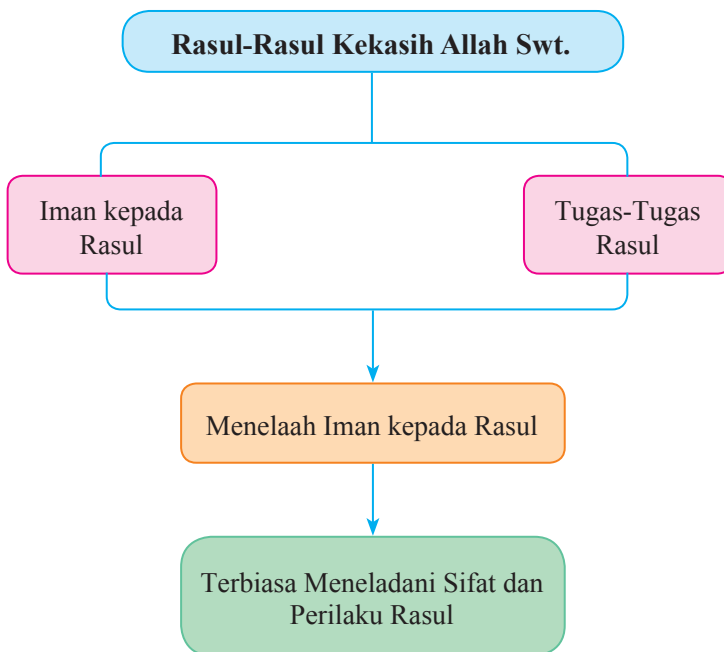 Rasul-Rasul Kekasih Allah Swt.
Iman kepada
Rasul
Tugas-Tugas
Rasul
Menelaah Iman kepada Rasul
Terbiasa Meneladani Sifat dan
Perilaku Rasul